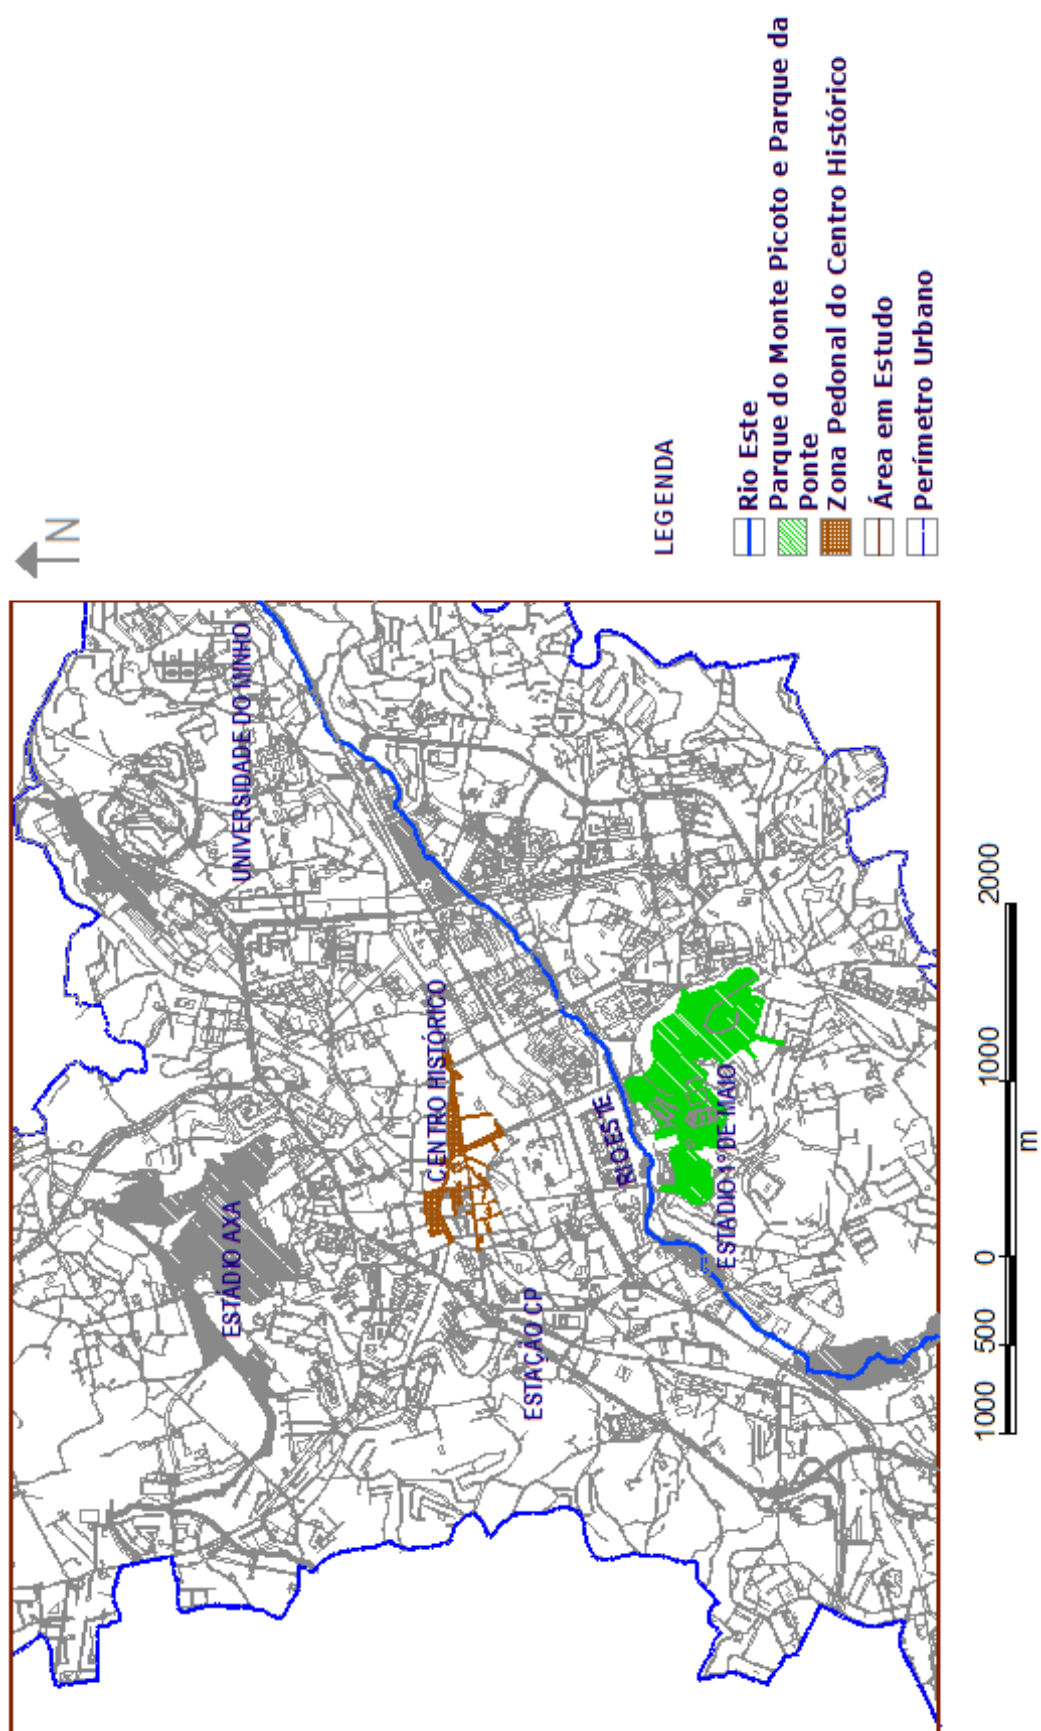 N
UNIVERSIDADE DO MINHO
ESTÁDIO AXA
CENTRO HISTÓRICO
ESTAÇÃO CP
RIO ESTE
ESTÁDIO 1º DE MAIO
LEGENDA
Rio Este
Parque do Monte Picoto e Parque da
Ponte
Zona Pedonal do Centro Histórico
Área em Estudo
Perímetro Urbano
1000 500 0 1000 2000
m